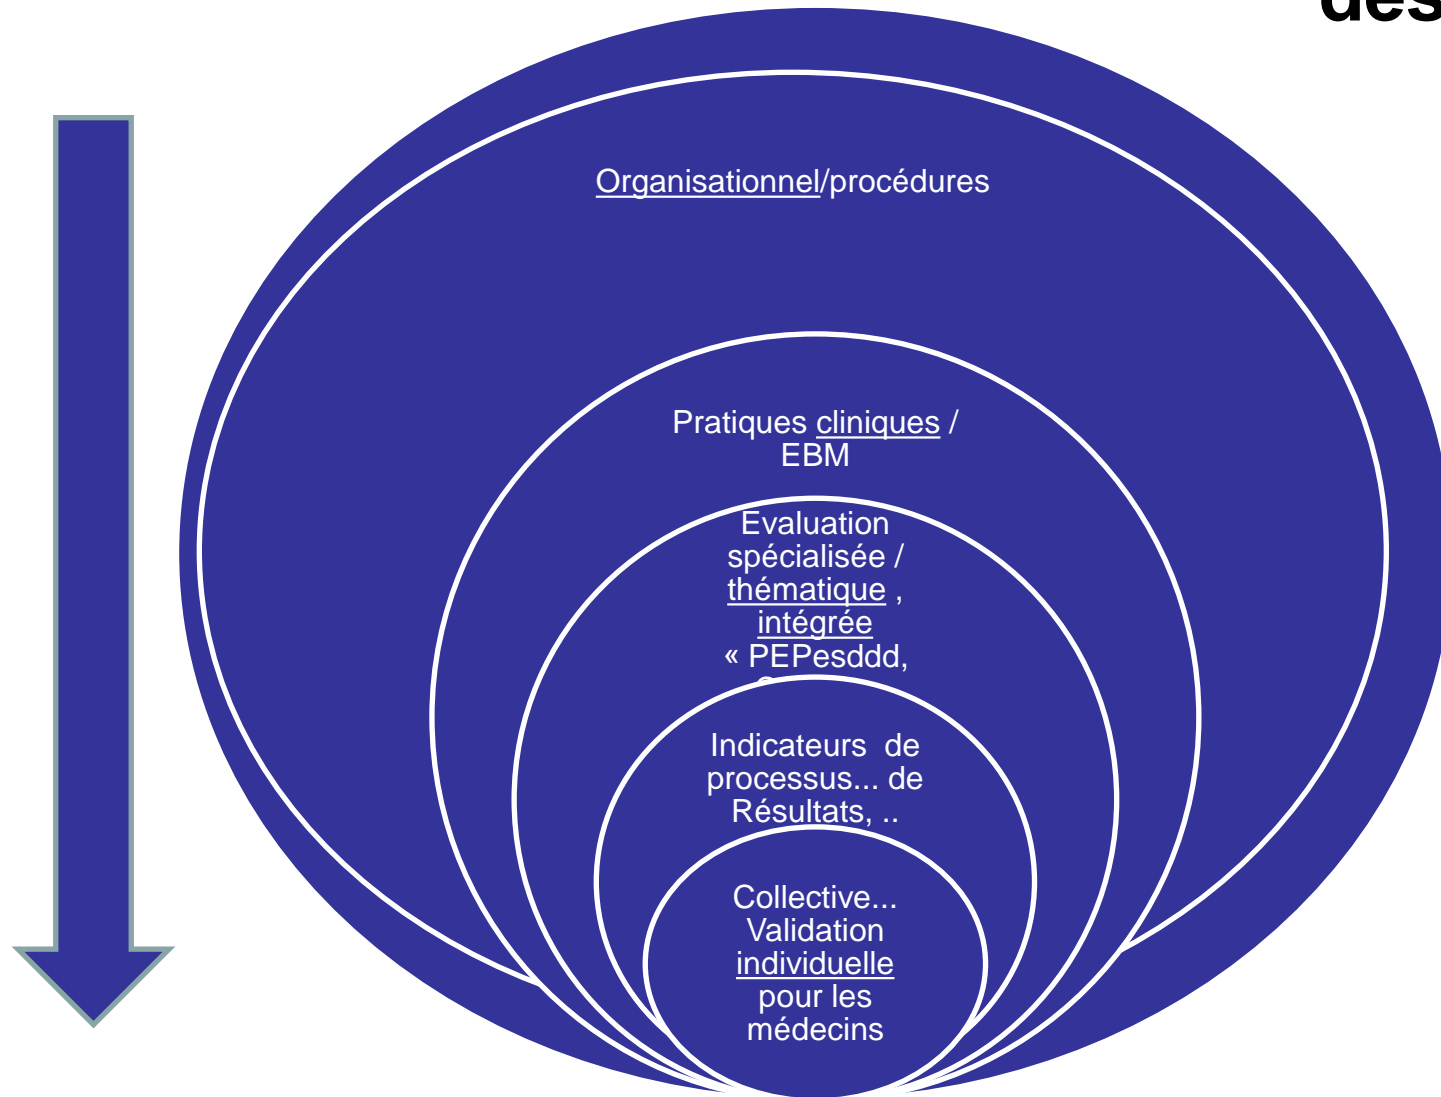 des
Organisationnel/procédures
Pratiques cliniques /
EBM
Evaluation
spécialisée /
thématique ,
intégrée
« PEPesddd,
Indicateurs de
processus... de
Résultats, ..
Collective...
Validation
individuelle
pour les
médecins